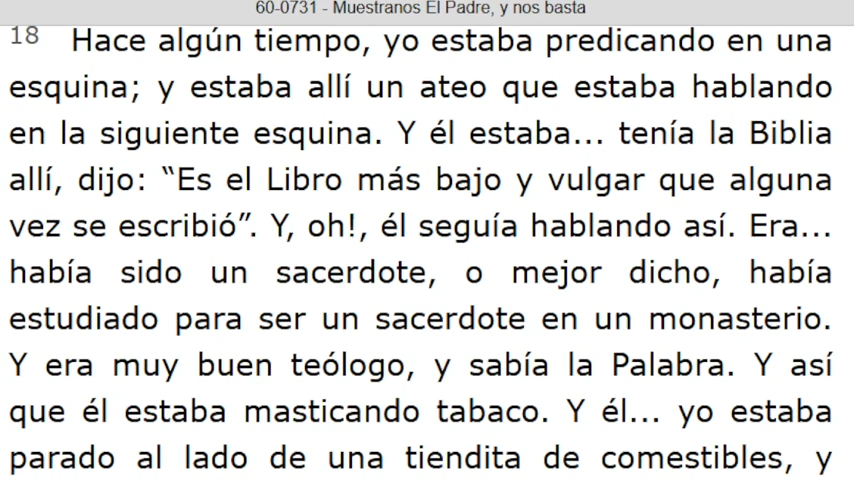 60-0731 - Muestranos El Padre, y nos basta
18 Hace algún tiempo, yo estaba predicando en una
esquina; y estaba allí un ateo que estaba hablando
en la siguiente esquina. Y él estaba... tenía la Biblia
allí, dijo: “Es el Libro más bajo y vulgar que alguna
vez se escribió”. Y, oh!, él seguía hablando así. Era...
había sido un sacerdote, o mejor dicho, había
estudiado para ser un sacerdote en un monasterio.
Y era muy buen teólogo, y sabía la Palabra. Y así
que él estaba masticando tabaco. Y él... yo estaba
parado al lado de una tiendita de comestibles, y